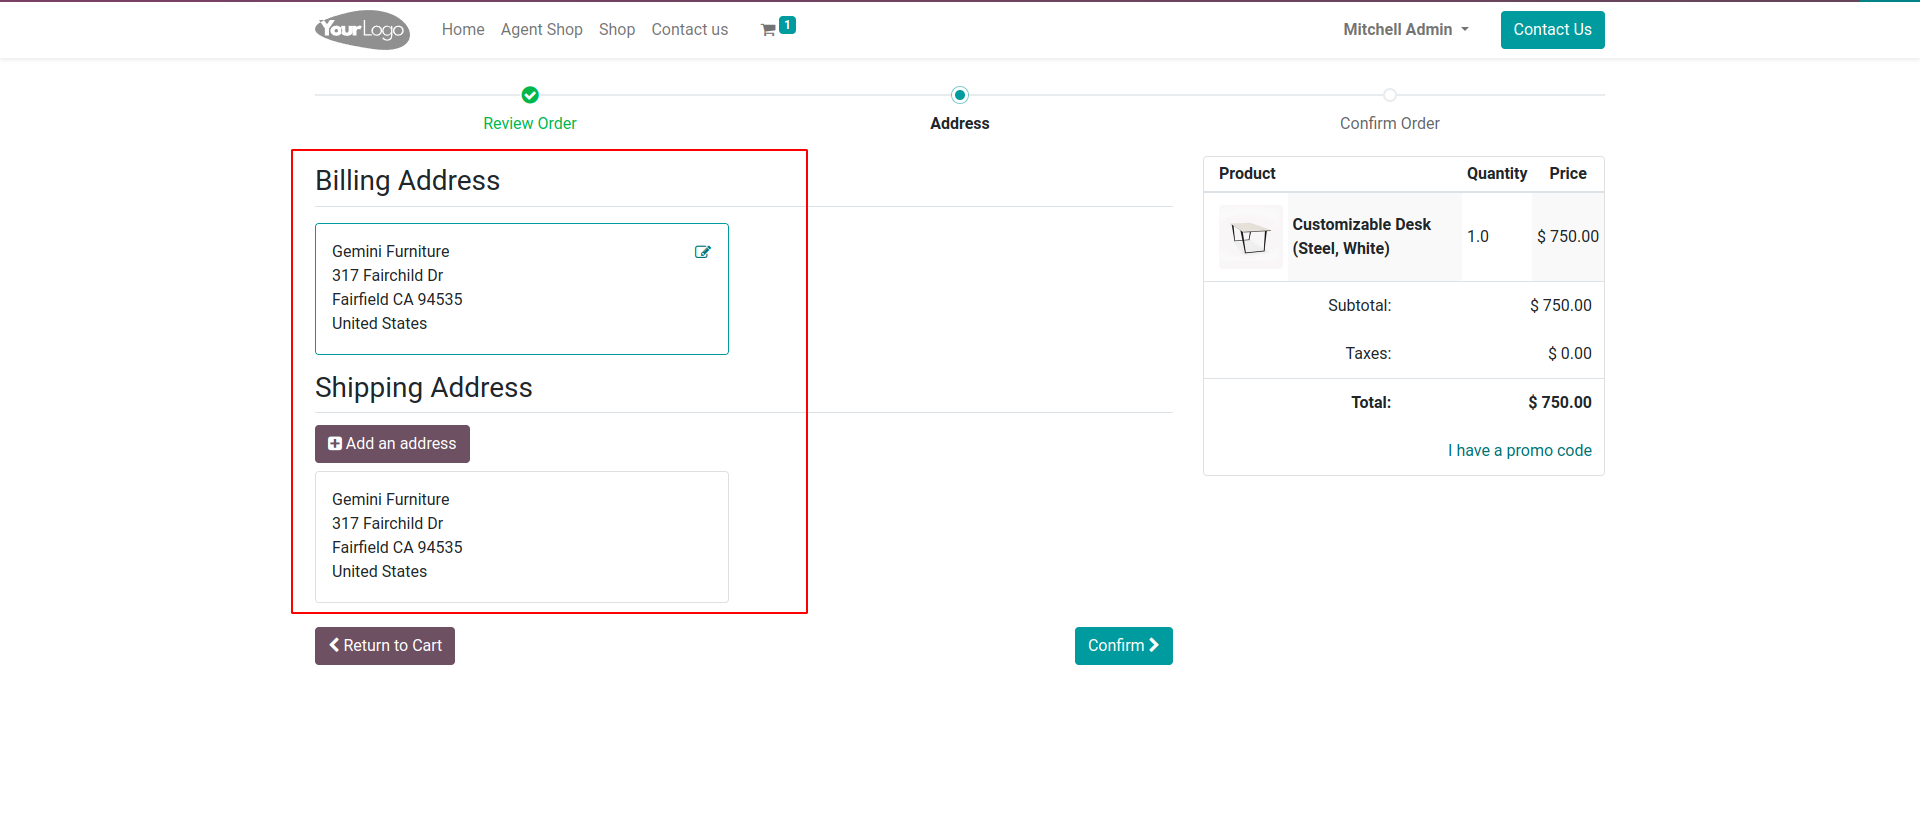 YourLogo
Home Agent Shop Shop Contact us 1 Mitchell Admin Contact Us
Review Order Address Confirm Order
Billing Address
Gemini Furniture
317 Fairchild Dr
Fairfield CA 94535
United States
Shipping Address
Add an address
Gemini Furniture
317 Fairchild Dr
Fairfield CA 94535
United States
Return to Cart Confirm
Product Quantity Price
Customizable Desk
(Steel, White) 1.0 $ 750.00
Subtotal: $ 750.00
Taxes: $ 0.00
Total: $ 750.00
I have a promo code